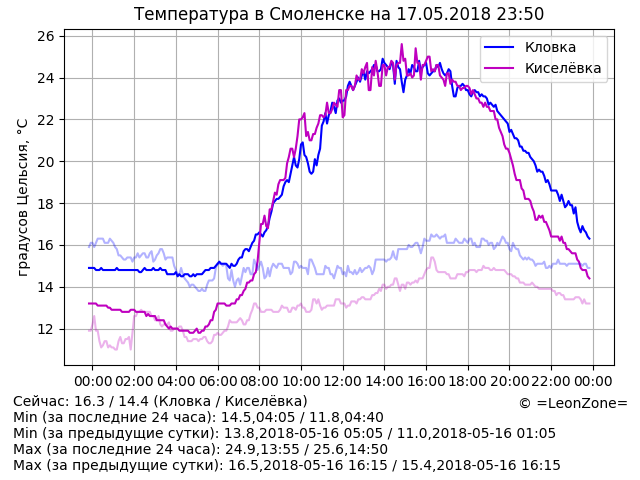 Температура в Смоленске на 17.05.2018 23:50
градусов Цельсия, °C
26
24
22
20
18
16
14
12
Кловка
Киселёвка
00:00 02:00 04:00 06:00 08:00 10:00 12:00 14:00 16:00 18:00 20:00 22:00 00:00
Сейчас: 16.3 / 14.4 (Кловка / Киселёвка)
© =LeonZone=
Min (за последние 24 часа): 14.5,04:05 / 11.8,04:40
Min (за предыдущие сутки): 13.8,2018-05-16 05:05 / 11.0,2018-05-16 01:05
Max (за последние 24 часа): 24.9,13:55 / 25.6,14:50
Max (за предыдущие сутки): 16.5,2018-05-16 16:15 / 15.4,2018-05-16 16:15